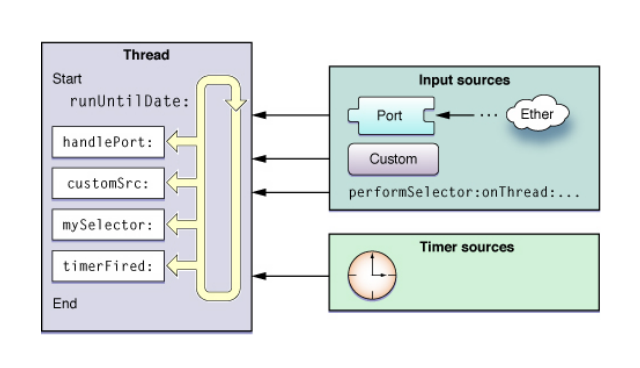 Thread
Start
runUntilDate:
handlePort:
customSrc:
mySelector:
timerFired:
End
Input sources
Port
...
Ether
Custom
performSelector:onThread:...
Timer sources